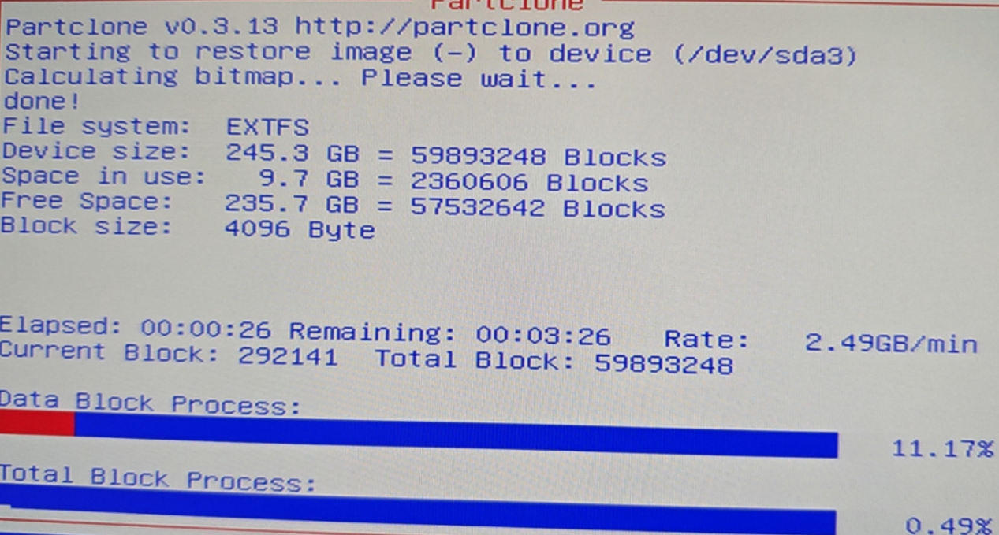 Partclone
Partclone v0.3.13 http://partclone.org
Starting to restore image (-) to device (/dev/sda3)
Calculating bitmap... Please wait...
done!
File system: EXTFS
Device size: 245.3 GB = 59893248 Blocks
Space in use: 9.7 GB = 2360606 Blocks
Free Space: 235.7 GB = 57532642 Blocks
Block size: 4096 Byte
Elapsed: 00:00:26 Remaining: 00:03:26 Rate: 2.49GB/min
Current Block: 292141 Total Block: 59893248
Data Block Process:
11.17%
Total Block Process:
0.49%